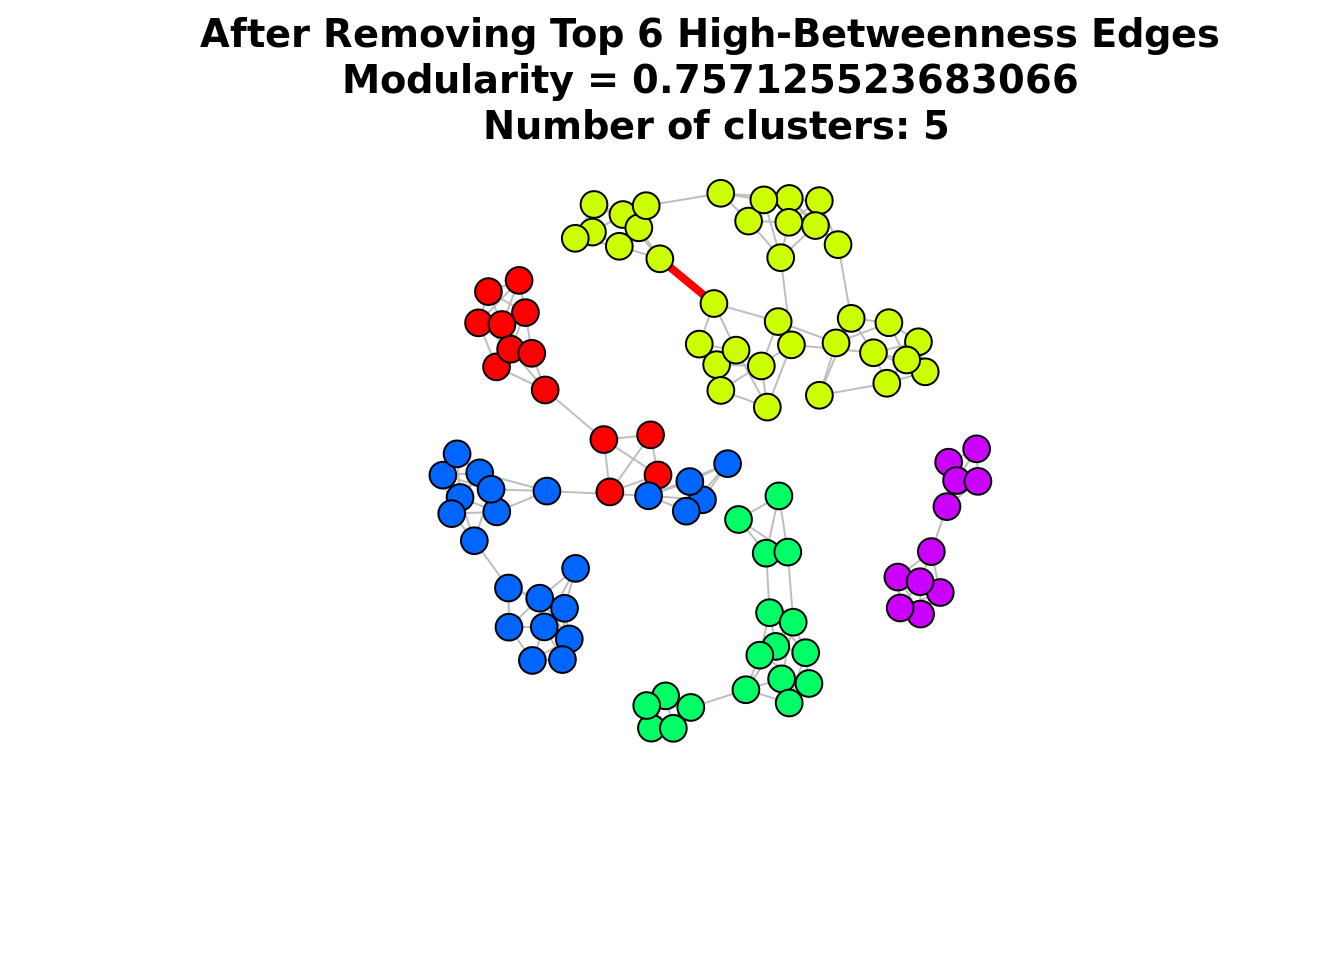 After Removing Top 6 High-Betweenness Edges
Modularity = 0.757125523683066
Number of clusters: 5